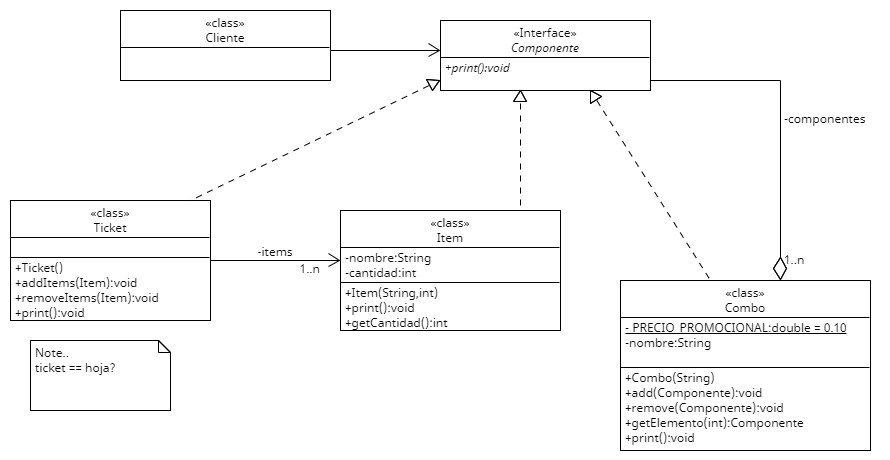 «class»
Cliente
«Interface»
Componente
+print():void
-componentes
1..n
«class»
Ticket
+Ticket()
+addItems(Item):void
+removeItems(Item):void
+print():void
-items
1..n
«class»
Item
-nombre:String
-cantidad:int
+Item(String,int)
+print():void
+getCantidad():int
«class»
Combo
- PRECIO_PROMOCIONAL:double = 0.10
-nombre:String
+Combo(String)
+add(Componente):void
+remove(Componente):void
+getElemento(int):Componente
+print():void
Note..
ticket == hoja?